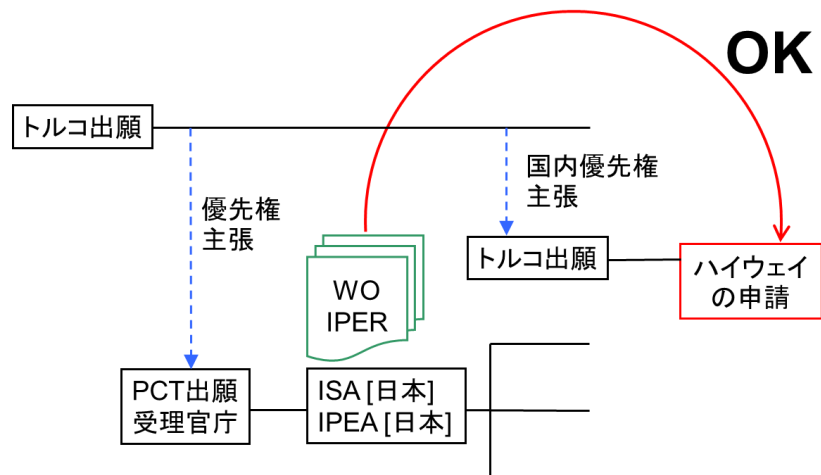 OK
トルコ出願
優先権
主張
国内優先権
主張
トルコ出願
ハイウェイ
の申請
WO
IPER
PCT出願
受理官庁
ISA [日本]
IPEA [日本]